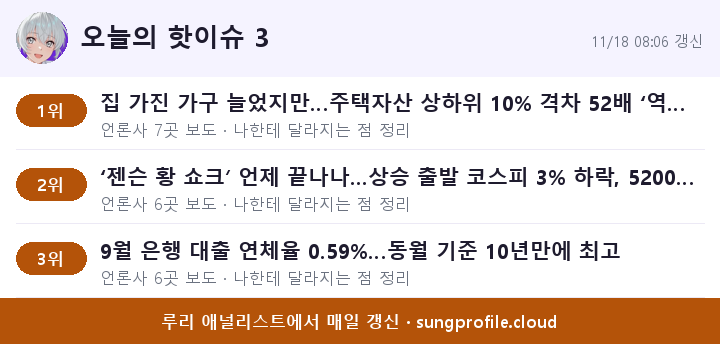 오늘의 핫이슈 3
11/18 08:06 갱신
1위
집 가진 가구 늘었지만...주택자산 상하위 10% 격차 52배 ‘역...
언론사 7곳 보도 · 나한테 달라지는 점 정리
2위
‘젠슨 황 쇼크’ 언제 끝나나...상승 출발 코스피 3% 하락, 5200...
언론사 6곳 보도 · 나한테 달라지는 점 정리
3위
9월 은행 대출 연체율 0.59%...동월 기준 10년만에 최고
언론사 6곳 보도 · 나한테 달라지는 점 정리
루리 애널리스트에서 매일 갱신 · sungprofile.cloud